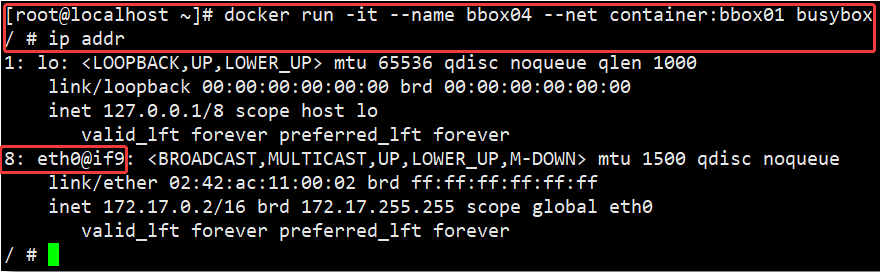 [root@localhost ~]# docker run -it --name bbox04 --net container:bbox01 busybox
/ # ip addr
1: lo: <LOOPBACK,UP,LOWER_UP> mtu 65536 qdisc noqueue qlen 1000
    link/loopback 00:00:00:00:00:00 brd 00:00:00:00:00:00
    inet 127.0.0.1/8 scope host lo
       valid_lft forever preferred_lft forever
8: eth0@if9: <BROADCAST,MULTICAST,UP,LOWER_UP,M-DOWN> mtu 1500 qdisc noqueue
    link/ether 02:42:ac:11:00:02 brd ff:ff:ff:ff:ff:ff
    inet 172.17.0.2/16 brd 172.17.255.255 scope global eth0
       valid_lft forever preferred_lft forever
/ #